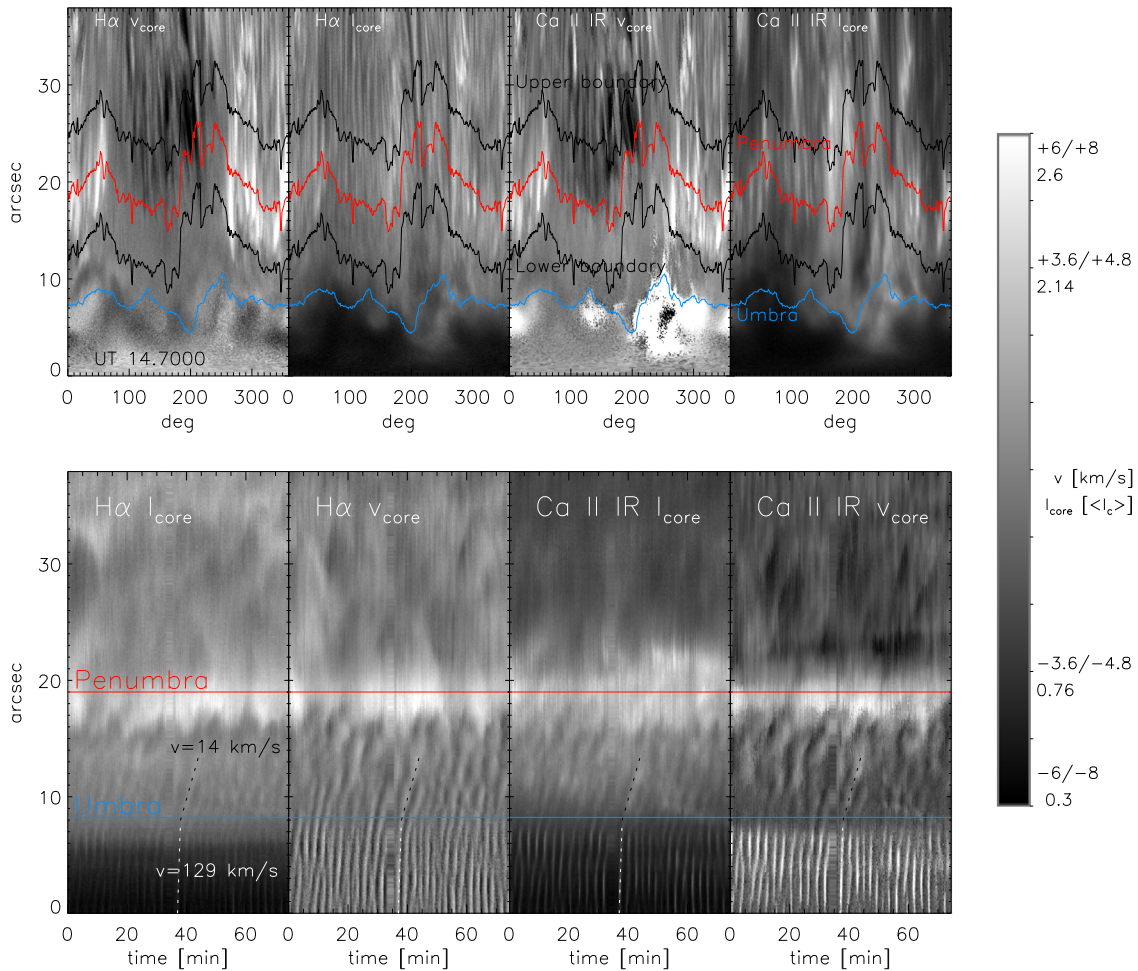 Hα v_core Hα I_core Ca II IR v_core Ca II IR I_core
Upper boundary
Penumbra
Lower boundary
Umbra
UT 14.7000
arcsec
0 10 20 30
0 100 200 300 0 100 200 300 0 100 200 300 0 100 200 300
deg deg deg deg
+6/+8
2.6
+3.6/+4.8
2.14
v [km/s]
I_core [<I_c>]
−3.6/−4.8
0.76
−6/−8
0.3
Hα I_core Hα v_core Ca II IR I_core Ca II IR v_core
Penumbra
v=14 km/s
Umbra
v=129 km/s
arcsec
0 10 20 30
0 20 40 60 0 20 40 60 0 20 40 60 0 20 40 60
time [min] time [min] time [min] time [min]